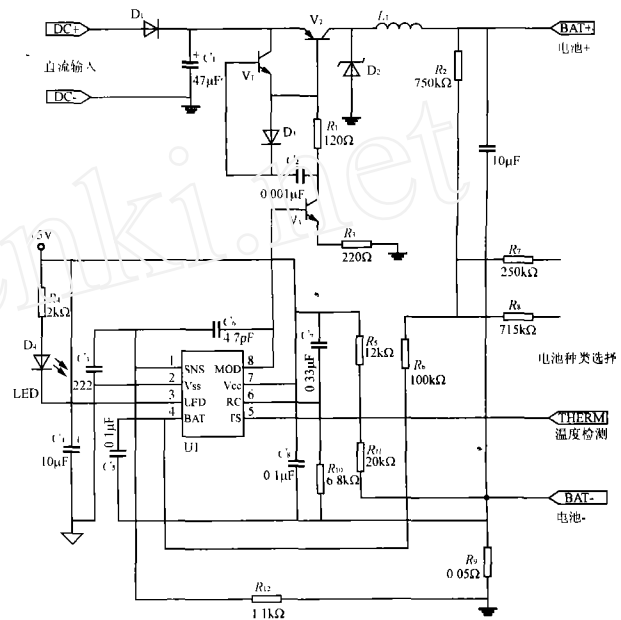 DC+
D₁
V₂
L₁
BAT+
直流输入
C₁
47μF
V₁
D₂
R₂
750kΩ
电池+
DC-
D₃
R₁
120Ω
C₂
0.001μF
10μF
V₃
R₃
220Ω
R₇
250kΩ
+5V
R₄
2kΩ
C₆
4.7pF
R₈
715kΩ
D₄
LED
C₃
222
0.33μF
R₅
12kΩ
R₆
100kΩ
电池种类选择
1 SNS MOD 8
2 Vss Vcc 7
3 LFD RC 6
4 BAT TS 5
U1
THERM
温度检测
10μF
0.1μF
C₅
C₈
0.1μF
R₁₀
6.8kΩ
R₁₁
20kΩ
BAT-
电池-
R₉
0.05Ω
R₁₂
1.1kΩ
enki.net